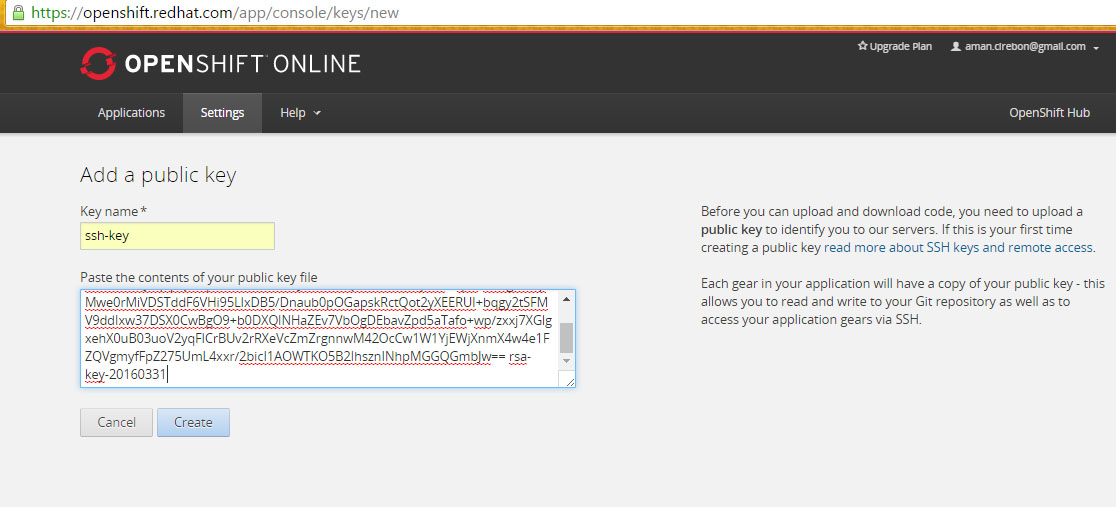 https://openshift.redhat.com/app/console/keys/new
Upgrade Plan
aman.cirebon@gmail.com
OPENSHIFT ONLINE
Applications
Settings
Help
OpenShift Hub
Add a public key
Key name*
ssh-key
Paste the contents of your public key file
Mwe0rMiVDSTddF6VHi95LIxDB5/Dnaub0pOGapskRctQot2yXEERUI+bqgy2tSFM
V9ddIxw37DSX0CwBgO9+b0DXQlNHaZEv7VbOgDEbavZpd5aTafo+wp/zxxj7XGIg
xehX0uB03uoV2yqFlCrBUv2rRXeVcZmZrgnnwM42OcCw1W1YjEWjXnmX4w4e1F
ZQVgmyfFpZ275UmL4xxr/2bicI1AOWTKO5B2IhsznINhpMGGQGmbJw== rsa-
key-20160331
Cancel
Create
Before you can upload and download code, you need to upload a
public key to identify you to our servers. If this is your first time
creating a public key read more about SSH keys and remote access.
Each gear in your application will have a copy of your public key - this
allows you to read and write to your Git repository as well as to
access your application gears via SSH.